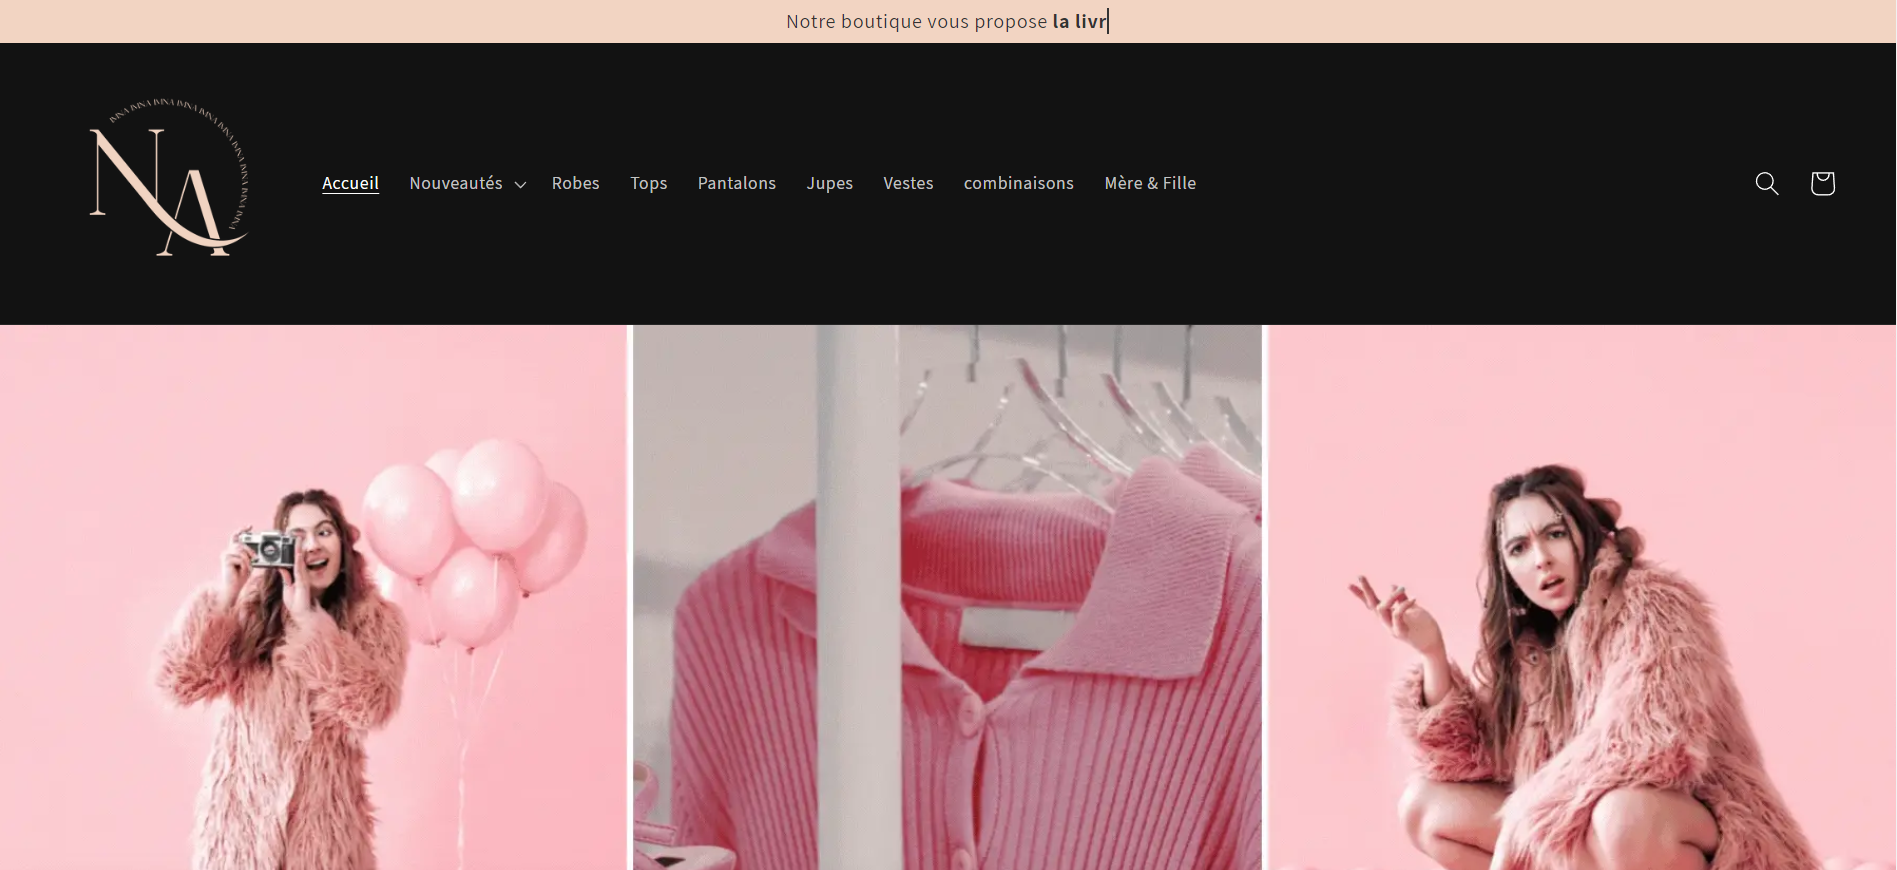 Notre boutique vous propose la livr
NA
Accueil Nouveautés Robes Tops Pantalons Jupes Vestes combinaisons Mère & Fille